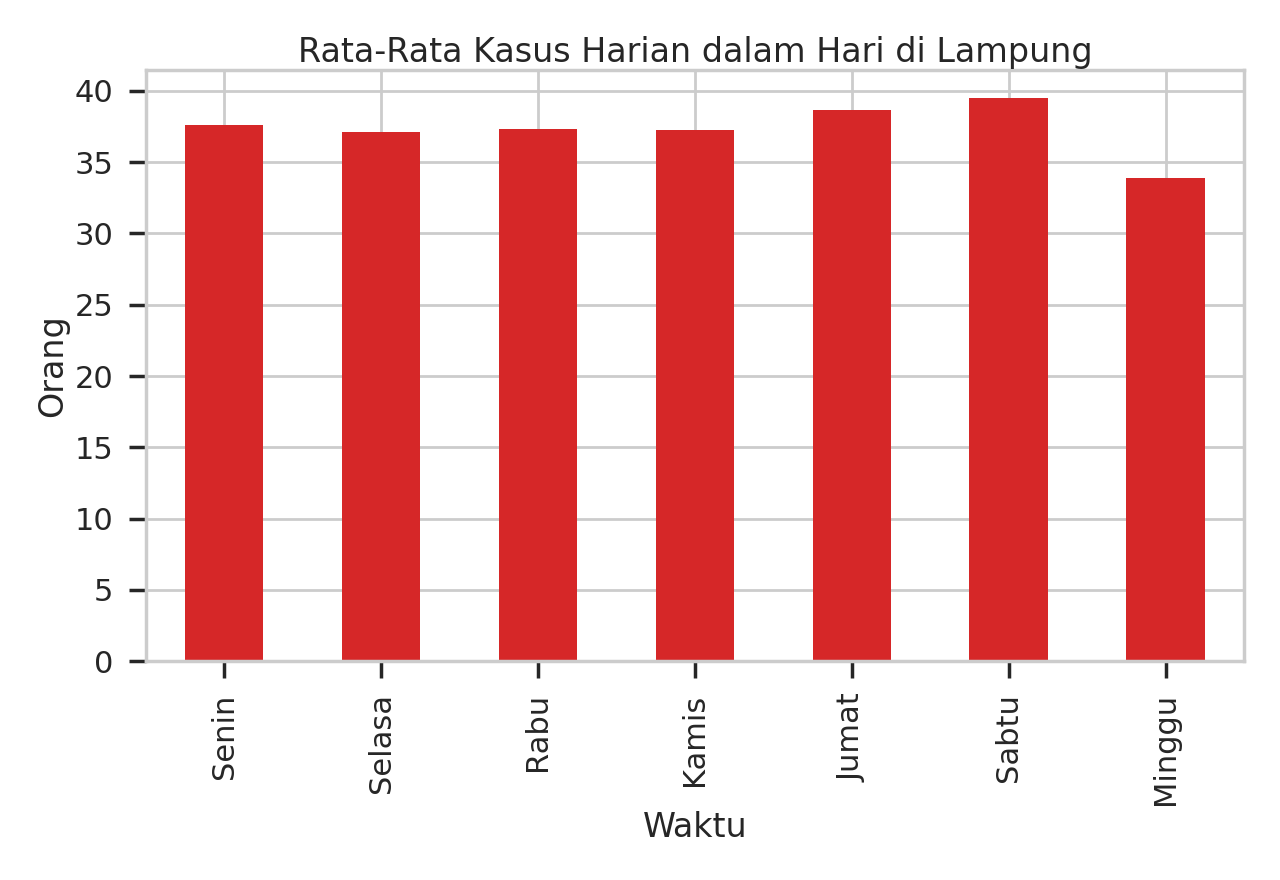 Rata-Rata Kasus Harian dalam Hari di Lampung
Orang
40
35
30
25
20
15
10
5
0
Senin
Selasa
Rabu
Kamis
Jumat
Sabtu
Minggu
Waktu